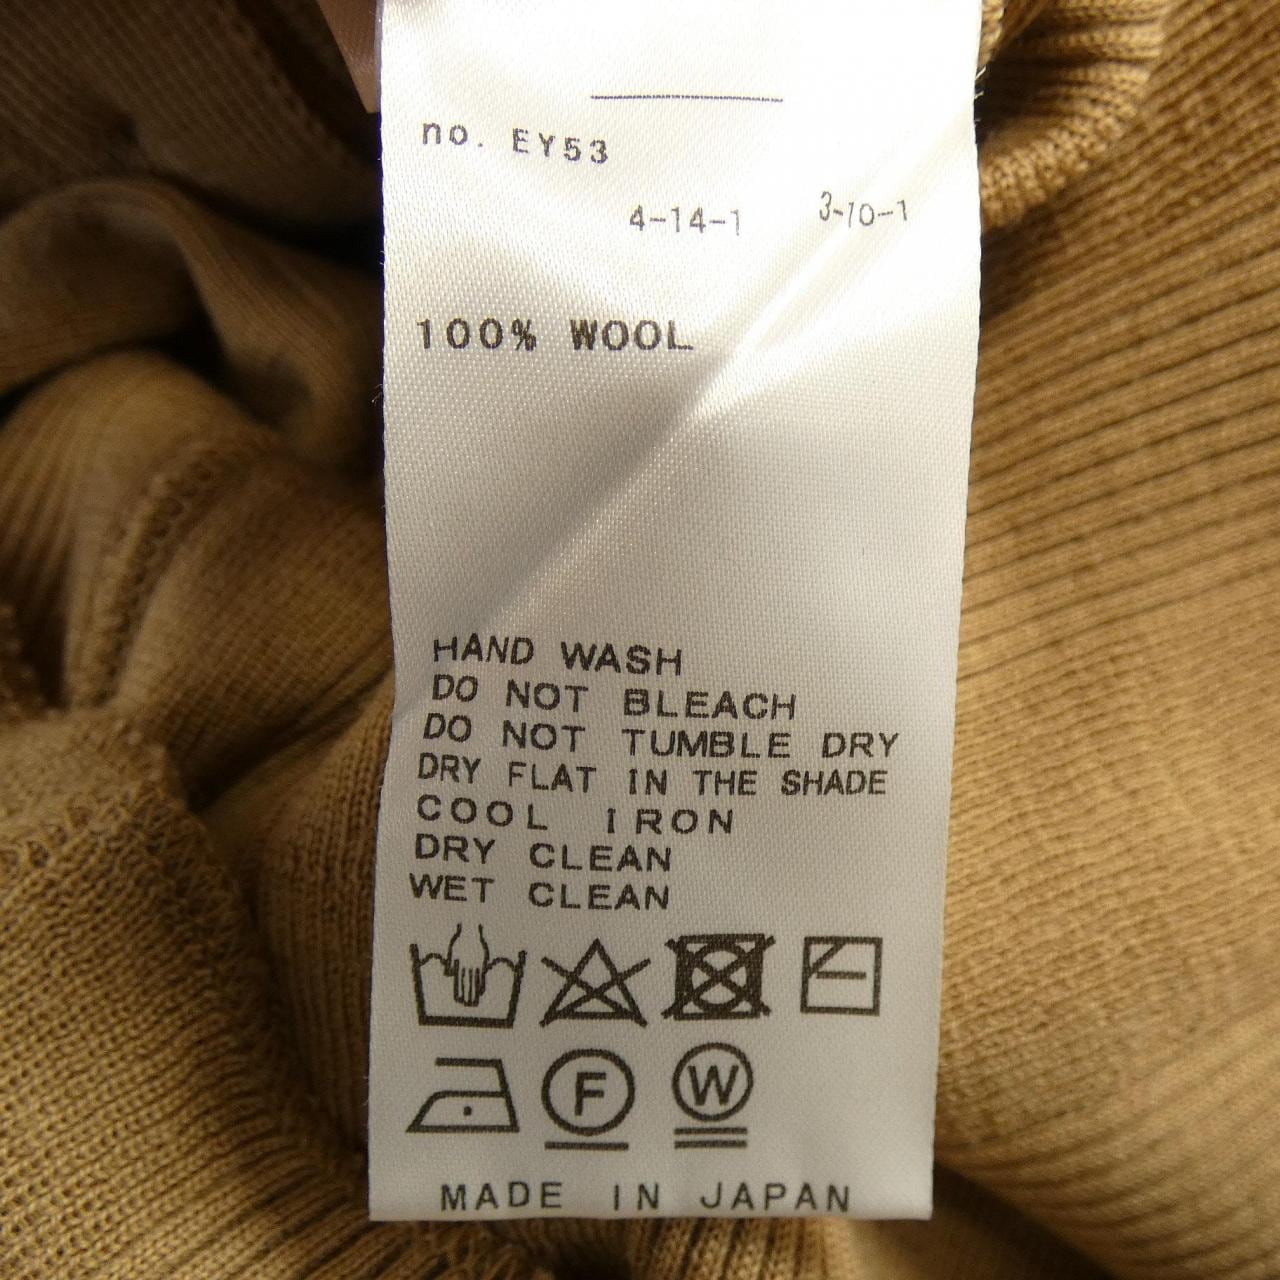 no. EY53
4-14-1 3-10-1
100% WOOL
HAND WASH
DO NOT BLEACH
DO NOT TUMBLE DRY
DRY FLAT IN THE SHADE
COOL IRON
DRY CLEAN
WET CLEAN
F W
MADE IN JAPAN